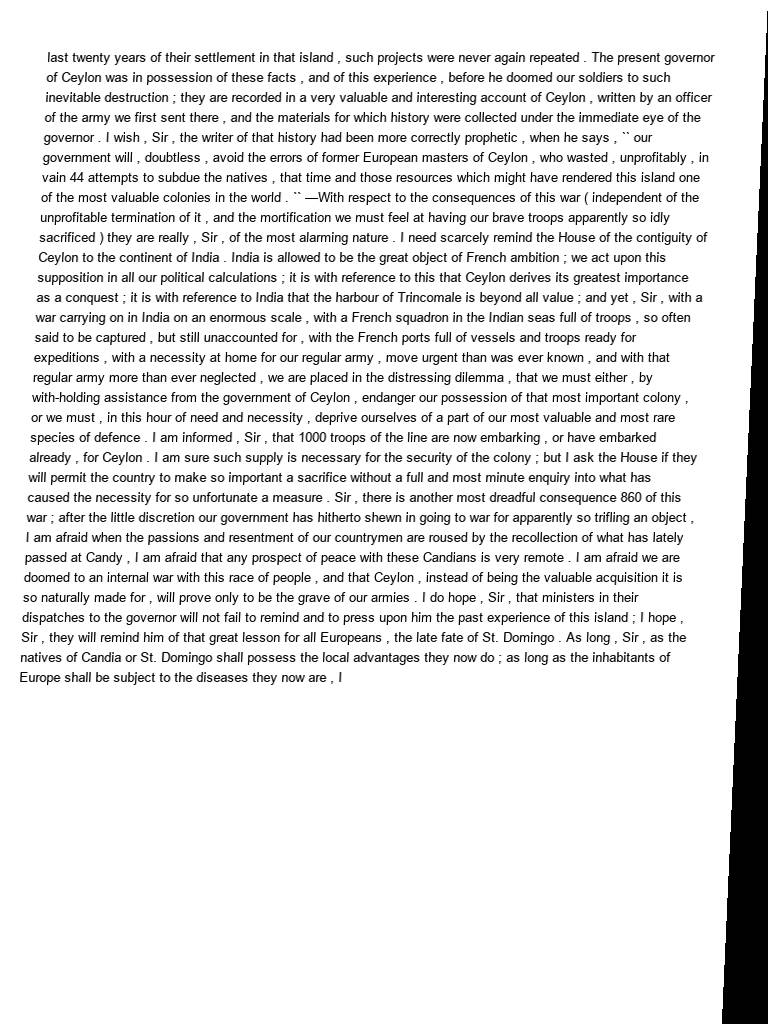 last twenty years of their settlement in that island , such projects were never again repeated . The present governor
of Ceylon was in possession of these facts , and of this experience , before he doomed our soldiers to such
inevitable destruction ; they are recorded in a very valuable and interesting account of Ceylon , written by an officer
of the army we first sent there , and the materials for which history were collected under the immediate eye of the
governor . I wish , Sir , the writer of that history had been more correctly prophetic , when he says , `` our
government will , doubtless , avoid the errors of former European masters of Ceylon , who wasted , unprofitably , in
vain 44 attempts to subdue the natives , that time and those resources which might have rendered this island one
of the most valuable colonies in the world . `` —With respect to the consequences of this war ( independent of the
unprofitable termination of it , and the mortification we must feel at having our brave troops apparently so idly
sacrificed ) they are really , Sir , of the most alarming nature . I need scarcely remind the House of the contiguity of
Ceylon to the continent of India . India is allowed to be the great object of French ambition ; we act upon this
supposition in all our political calculations ; it is with reference to this that Ceylon derives its greatest importance
as a conquest ; it is with reference to India that the harbour of Trincomale is beyond all value ; and yet , Sir , with a
war carrying on in India on an enormous scale , with a French squadron in the Indian seas full of troops , so often
said to be captured , but still unaccounted for , with the French ports full of vessels and troops ready for
expeditions , with a necessity at home for our regular army , move urgent than was ever known , and with that
regular army more than ever neglected , we are placed in the distressing dilemma , that we must either , by
with-holding assistance from the government of Ceylon , endanger our possession of that most important colony ,
or we must , in this hour of need and necessity , deprive ourselves of a part of our most valuable and most rare
species of defence . I am informed , Sir , that 1000 troops of the line are now embarking , or have embarked
already , for Ceylon . I am sure such supply is necessary for the security of the colony ; but I ask the House if they
will permit the country to make so important a sacrifice without a full and most minute enquiry into what has
caused the necessity for so unfortunate a measure . Sir , there is another most dreadful consequence 860 of this
war ; after the little discretion our government has hitherto shewn in going to war for apparently so trifling an object ,
I am afraid when the passions and resentment of our countrymen are roused by the recollection of what has lately
passed at Candy , I am afraid that any prospect of peace with these Candians is very remote . I am afraid we are
doomed to an internal war with this race of people , and that Ceylon , instead of being the valuable acquisition it is
so naturally made for , will prove only to be the grave of our armies . I do hope , Sir , that ministers in their
dispatches to the governor will not fail to remind and to press upon him the past experience of this island ; I hope ,
Sir , they will remind him of that great lesson for all Europeans , the late fate of St. Domingo . As long , Sir , as the
natives of Candia or St. Domingo shall possess the local advantages they now do ; as long as the inhabitants of
Europe shall be subject to the diseases they now are , I